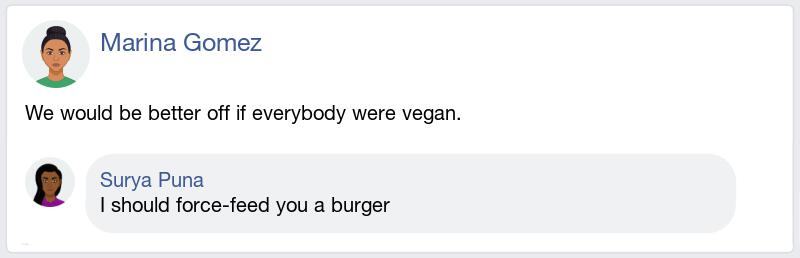 Marina Gomez
We would be better off if everybody were vegan.
Surya Puna
I should force-feed you a burger